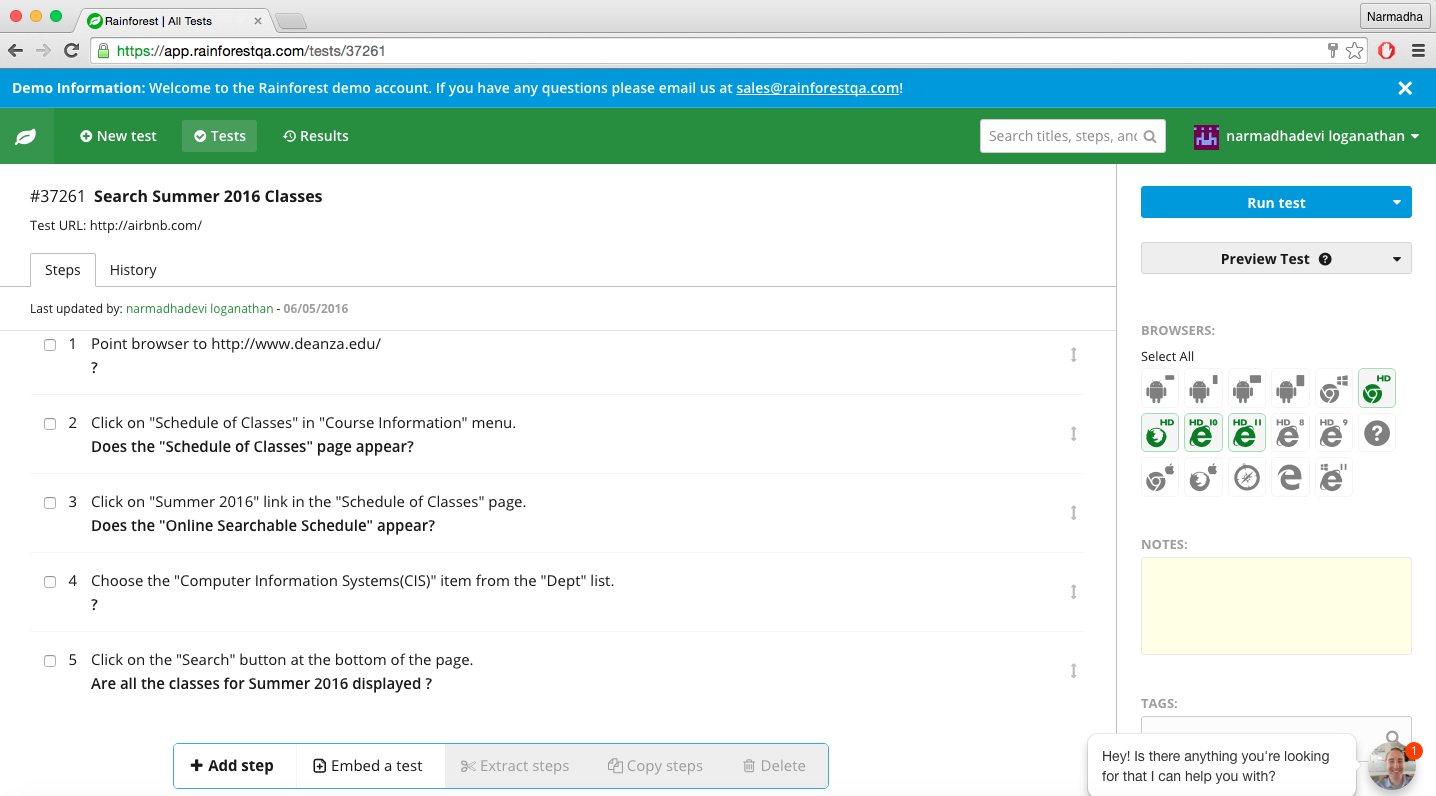 Rainforest | All Tests
Narmadha
https://app.rainforestqa.com/tests/37261
Demo Information: Welcome to the Rainforest demo account. If you have any questions please email us at sales@rainforestqa.com!
New test
Tests
Results
Search titles, steps, and
narmadhadevi loganathan
#37261 Search Summer 2016 Classes
Test URL: http://airbnb.com/
Steps
History
Last updated by: narmadhadevi loganathan - 06/05/2016
1 Point browser to http://www.deanza.edu/
?
2 Click on "Schedule of Classes" in "Course Information" menu.
Does the "Schedule of Classes" page appear?
3 Click on "Summer 2016" link in the "Schedule of Classes" page.
Does the "Online Searchable Schedule" appear?
4 Choose the "Computer Information Systems(CIS)" item from the "Dept" list.
?
5 Click on the "Search" button at the bottom of the page.
Are all the classes for Summer 2016 displayed ?
Add step
Embed a test
Extract steps
Copy steps
Delete
Run test
Preview Test ?
BROWSERS:
Select All
HD
HD HD 10 HD 11 HD 8 HD 9 ?
11
NOTES:
TAGS:
Hey! Is there anything you're looking
for that I can help you with?
1